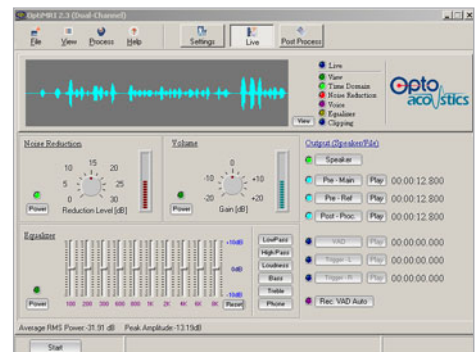 OptiMRI 2.3 (Dual-Channel)
File View Process Help Settings Live Post Process
Live
View
Time Domain
Noise Reduction
Voice
Equalizer
View Clipping
Opto
acoustics
Noise Reduction
10 15 20
5 25
0 30
Power Reduction Level [dB]
Volume
0
-10 +10
-20 +20
Power Gain [dB]
Output (Speaker/File)
Speaker
Pre - Main Play 00:00:12.800
Pre - Ref Play 00:00:12.800
Post - Proc. Play 00:00:12.800
VAD Play 00:00:00.000
Trigger - L Play 00:00:00.000
Trigger - R Play 00:00:00.000
Rec. VAD Auto
Equalizer
+10dB
0dB
-10dB
Power 100 200 300 600 800 1K 2K 4K 6K 8K Reset
LowPass
HighPass
Loudness
Bass
Treble
Phone
Average RMS Power:-31.91 dB Peak Amplitude:-13.19dB
Start